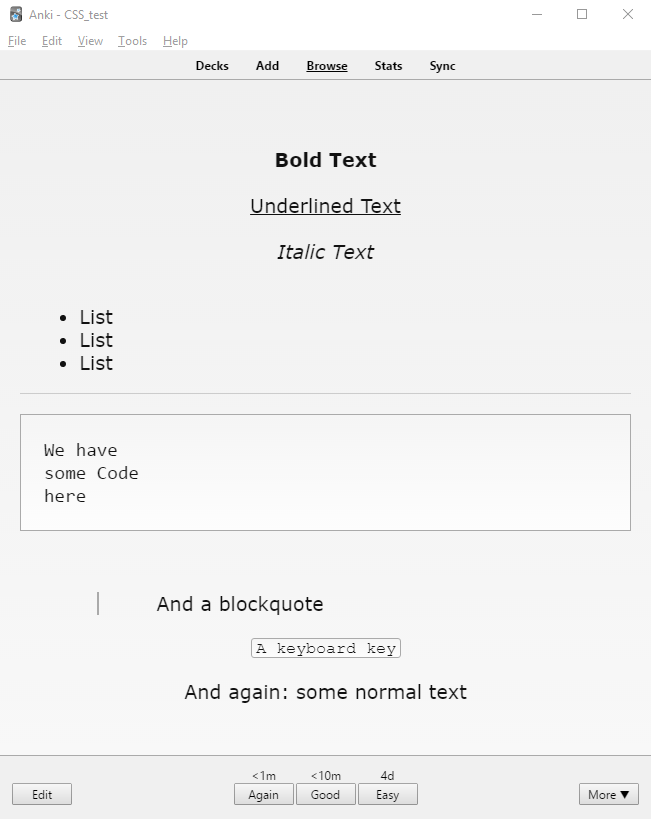 Anki - CSS_test
File Edit View Tools Help
Decks Add Browse Stats Sync
Bold Text
Underlined Text
Italic Text
• List
• List
• List
We have
some Code
here
And a blockquote
A keyboard key
And again: some normal text
<1m <10m 4d
Edit Again Good Easy More ▼